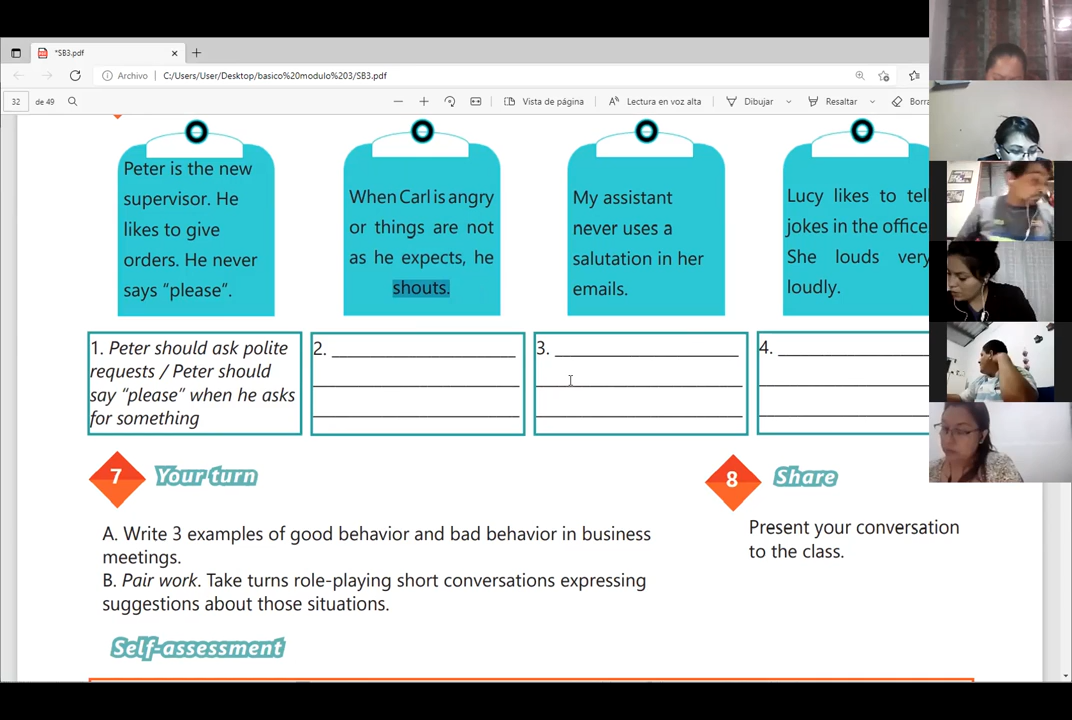 *SB3.pdf
Archivo
C:/Users/User/Desktop/basico%20modulo%203/SB3.pdf
32
de 49
Vista de página
Lectura en voz alta
Dibujar
Resaltar
Borra
Peter is the new
supervisor. He
likes to give
orders. He never
says “please”.
When Carl is angry
or things are not
as he expects, he
shouts.
My assistant
never uses a
salutation in her
emails.
Lucy likes to tell
jokes in the office
She louds very
loudly.
1. Peter should ask polite
requests / Peter should
say “please” when he asks
for something
2.
3.
4.
7 Your turn
A. Write 3 examples of good behavior and bad behavior in business
meetings.
B. Pair work. Take turns role-playing short conversations expressing
suggestions about those situations.
8 Share
Present your conversation
to the class.
Self-assessment